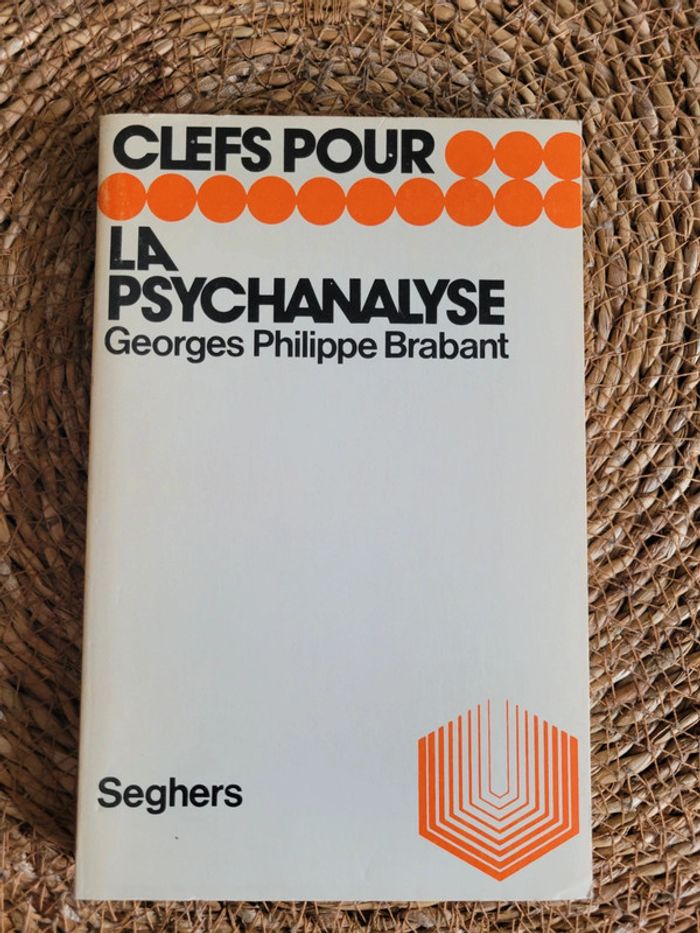 CLEFS POUR
LA
PSYCHANALYSE
Georges Philippe Brabant
Seghers